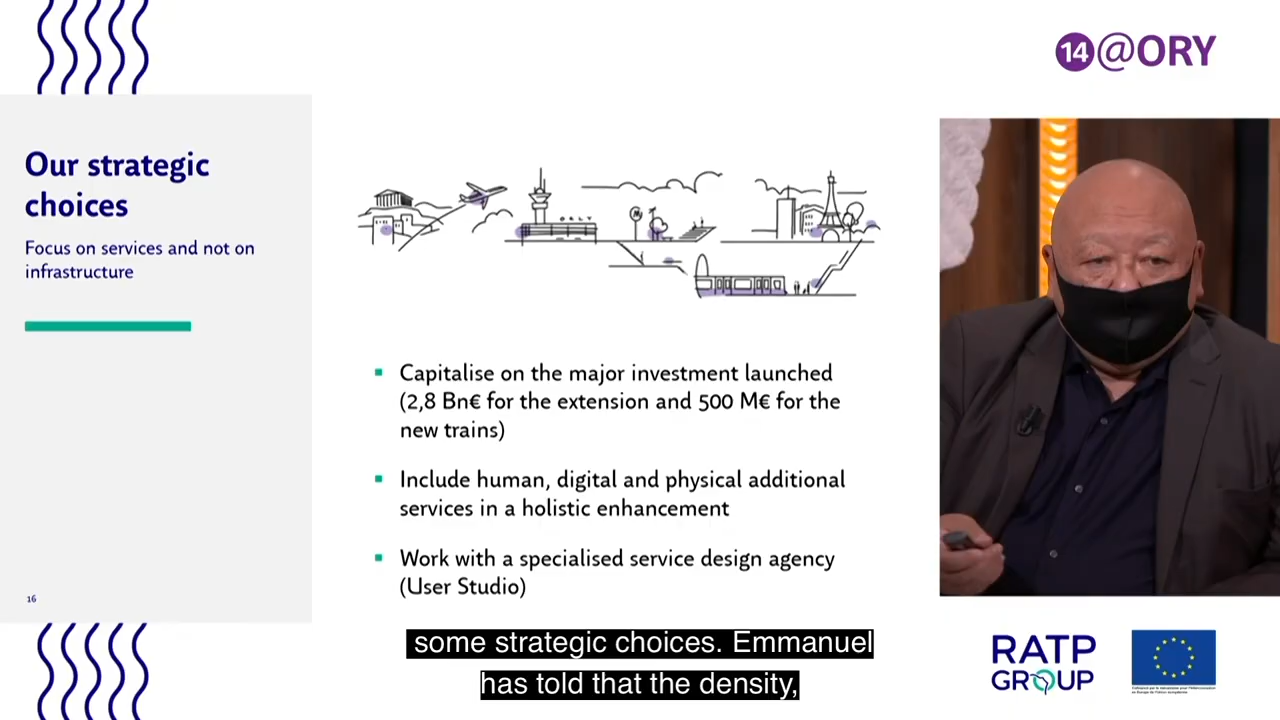 14@ORY
Our strategic
choices
Focus on services and not on
infrastructure
ORLY
M
Capitalise on the major investment launched
(2,8 Bn€ for the extension and 500 M€ for the
new trains)
Include human, digital and physical additional
services in a holistic enhancement
Work with a specialised service design agency
(User Studio)
16
some strategic choices. Emmanuel
has told that the density,
RATP
GROUP